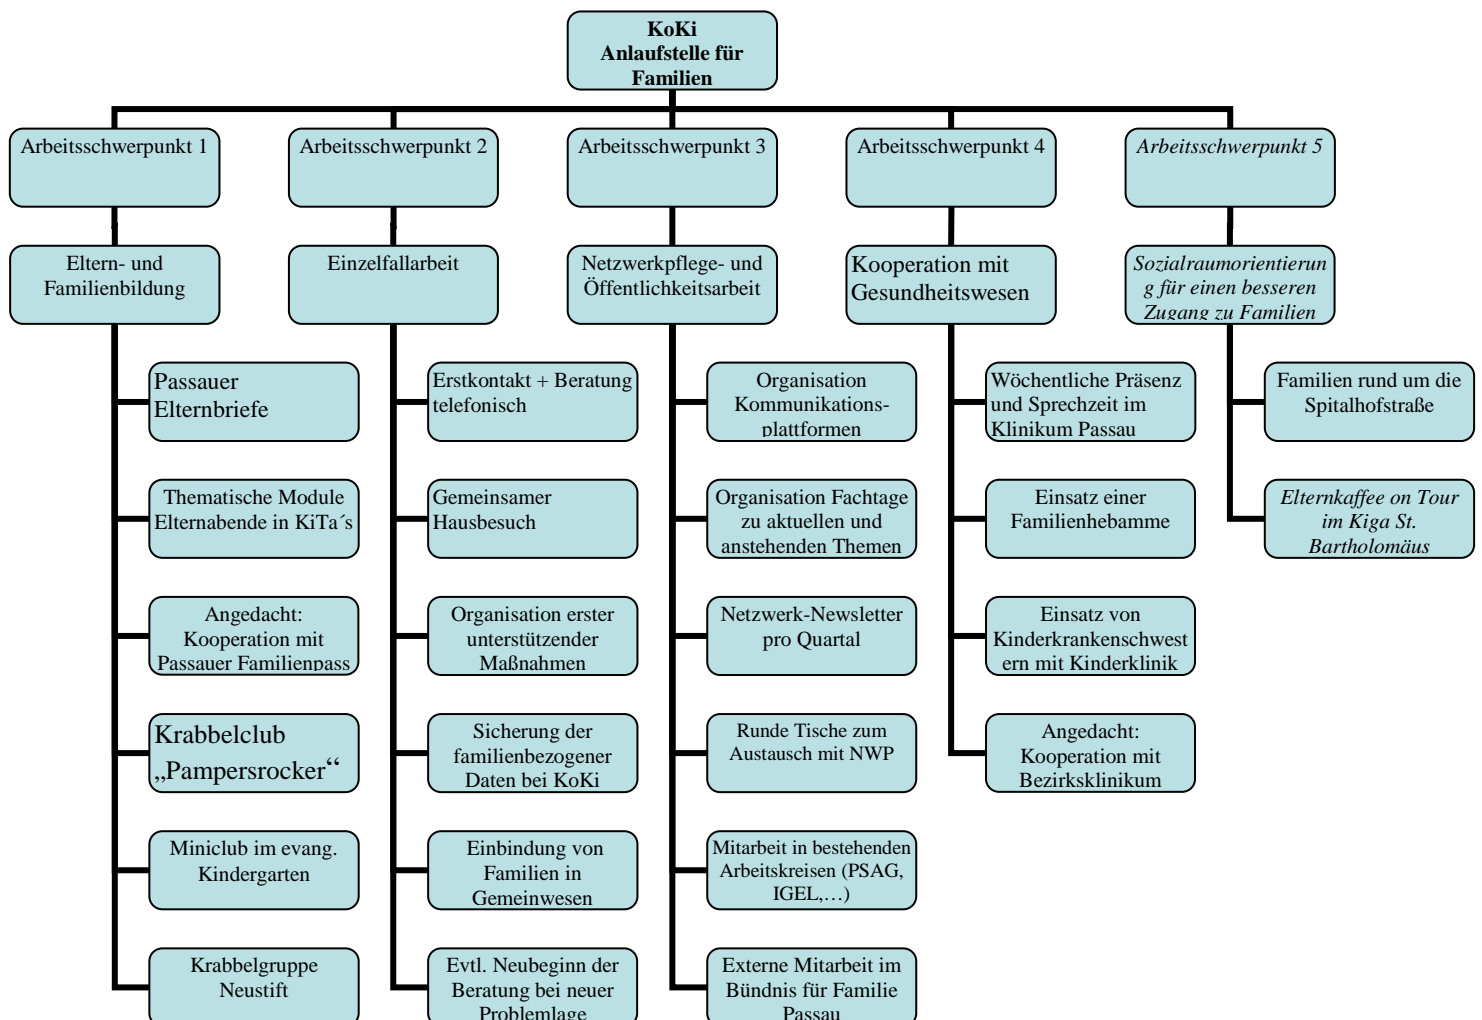 KoKi
Anlaufstelle für
Familien
Arbeitsschwerpunkt 1
Arbeitsschwerpunkt 2
Arbeitsschwerpunkt 3
Arbeitsschwerpunkt 4
Arbeitsschwerpunkt 5
Eltern- und
Familienbildung
Einzelfallarbeit
Netzwerkpflege- und
Öffentlichkeitsarbeit
Kooperation mit
Gesundheitswesen
Sozialraumorientierun
g für einen besseren
Zugang zu Familien
Passauer
Elternbriefe
Thematische Module
Elternabende in KiTa´s
Angedacht:
Kooperation mit
Passauer Familienpass
Krabbelclub
„Pampersrocker“
Miniclub im evang.
Kindergarten
Krabbelgruppe
Neustift
Erstkontakt + Beratung
telefonisch
Gemeinsamer
Hausbesuch
Organisation erster
unterstützender
Maßnahmen
Sicherung der
familienbezogener
Daten bei KoKi
Einbindung von
Familien in
Gemeinwesen
Evtl. Neubeginn der
Beratung bei neuer
Problemlage
Organisation
Kommunikations-
plattformen
Organisation Fachtage
zu aktuellen und
anstehenden Themen
Netzwerk-Newsletter
pro Quartal
Runde Tische zum
Austausch mit NWP
Mitarbeit in bestehenden
Arbeitskreisen (PSAG,
IGEL,…)
Externe Mitarbeit im
Bündnis für Familie
Passau
Wöchentliche Präsenz
und Sprechzeit im
Klinikum Passau
Einsatz einer
Familienhebamme
Einsatz von
Kinderkrankenschwest
ern mit Kinderklinik
Angedacht:
Kooperation mit
Bezirksklinikum
Familien rund um die
Spitalhofstraße
Elternkaffee on Tour
im Kiga St.
Bartholomäus